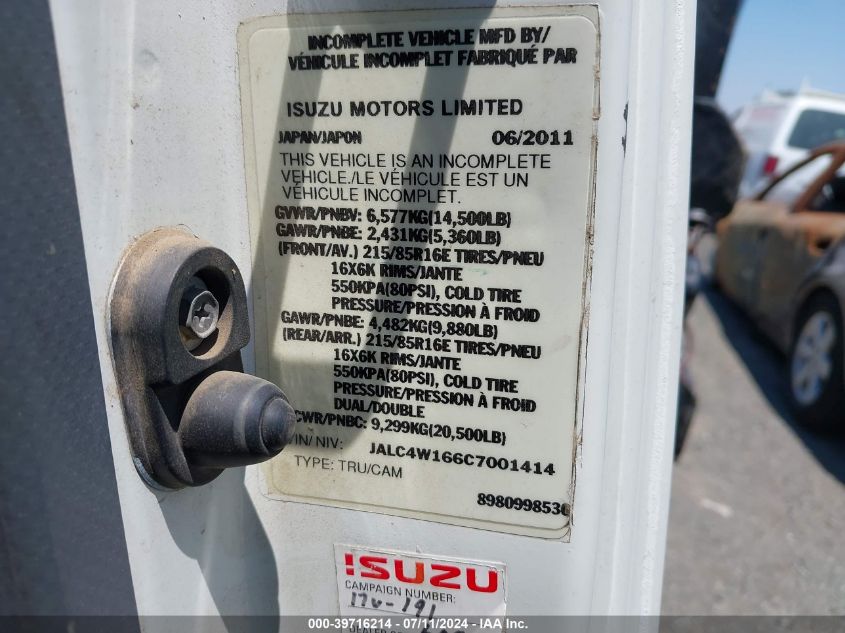 INCOMPLETE VEHICLE MFD BY/
VÉHICULE INCOMPLET FABRIQUÉ PAR
ISUZU MOTORS LIMITED
JAPAN/JAPON 06/2011
THIS VEHICLE IS AN INCOMPLETE
VEHICLE./LE VÉHICULE EST UN
VÉHICULE INCOMPLET.
GVWR/PNBV: 6,577KG(14,500LB)
GAWR/PNBE: 2,431KG(5,360LB)
(FRONT/AV.) 215/85R16E TIRES/PNEU
16X6K RIMS/JANTE
550KPA(80PSI), COLD TIRE
PRESSURE/PRESSION À FROID
GAWR/PNBE: 4,482KG(9,880LB)
(REAR/ARR.) 215/85R16E TIRES/PNEU
16X6K RIMS/JANTE
550KPA(80PSI), COLD TIRE
PRESSURE/PRESSION À FROID
DUAL/DOUBLE
CWR/PNBC: 9,299KG(20,500LB)
VIN/NIV: JALC4W166C7001414
TYPE: TRU/CAM
8980998530
ISUZU
CAMPAIGN NUMBER:
17V-191
000-39716214 - 07/11/2024 - IAA, Inc.